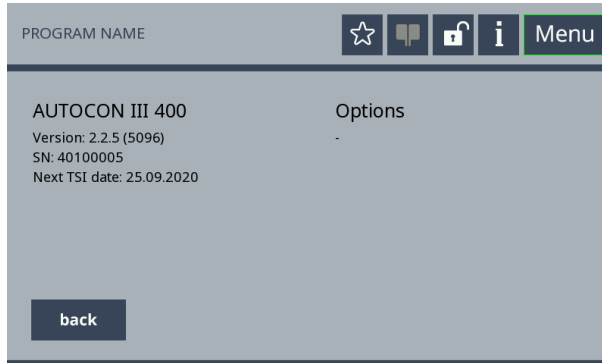 PROGRAM NAME
Menu
AUTOCON III 400
Version: 2.2.5 (5096)
SN: 40100005
Next TSI date: 25.09.2020
Options
-
back